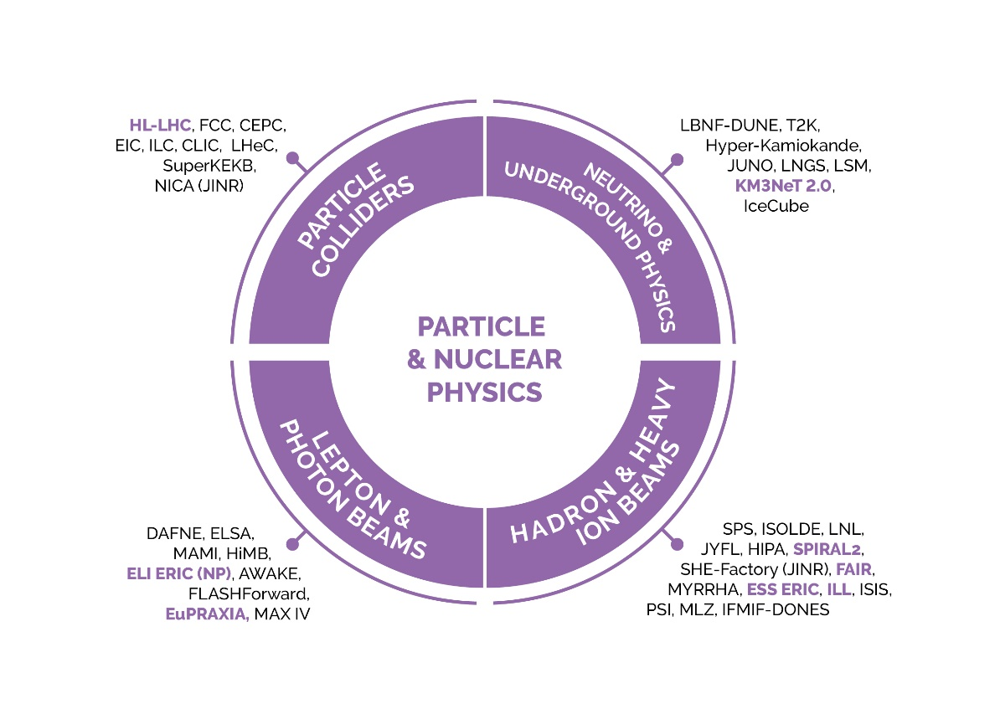 HL-LHC, FCC, CEPC,
EIC, ILC, CLIC, LHeC,
SuperKEKB,
NICA (JINR)
LBNF-DUNE, T2K,
Hyper-Kamiokande,
JUNO, LNGS, LSM,
KM3NeT 2.0,
IceCube
PARTICLE
COLLIDERS
NEUTRINO &
UNDERGROUND PHYSICS
PARTICLE
& NUCLEAR
PHYSICS
LEPTON &
PHOTON BEAMS
HADRON & HEAVY
ION BEAMS
DAFNE, ELSA,
MAMI, HiMB,
ELI ERIC (NP), AWAKE,
FLASHForward,
EuPRAXIA, MAX IV
SPS, ISOLDE, LNL,
JYFL, HIPA, SPIRAL2,
SHE-Factory (JINR), FAIR,
MYRRHA, ESS ERIC, ILL, ISIS,
PSI, MLZ, IFMIF-DONES